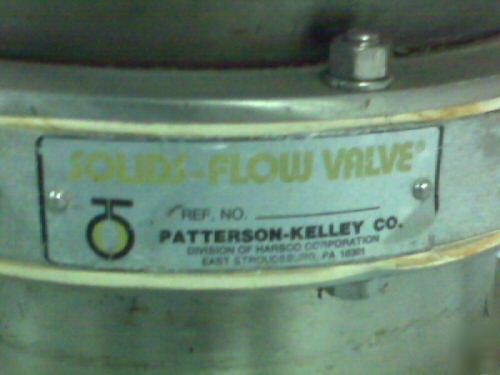 SOLIDS-FLOW VALVE®
REF. NO.
PATTERSON-KELLEY CO.
DIVISION OF HARSCO CORPORATION
EAST STROUDSBURG, PA 18301